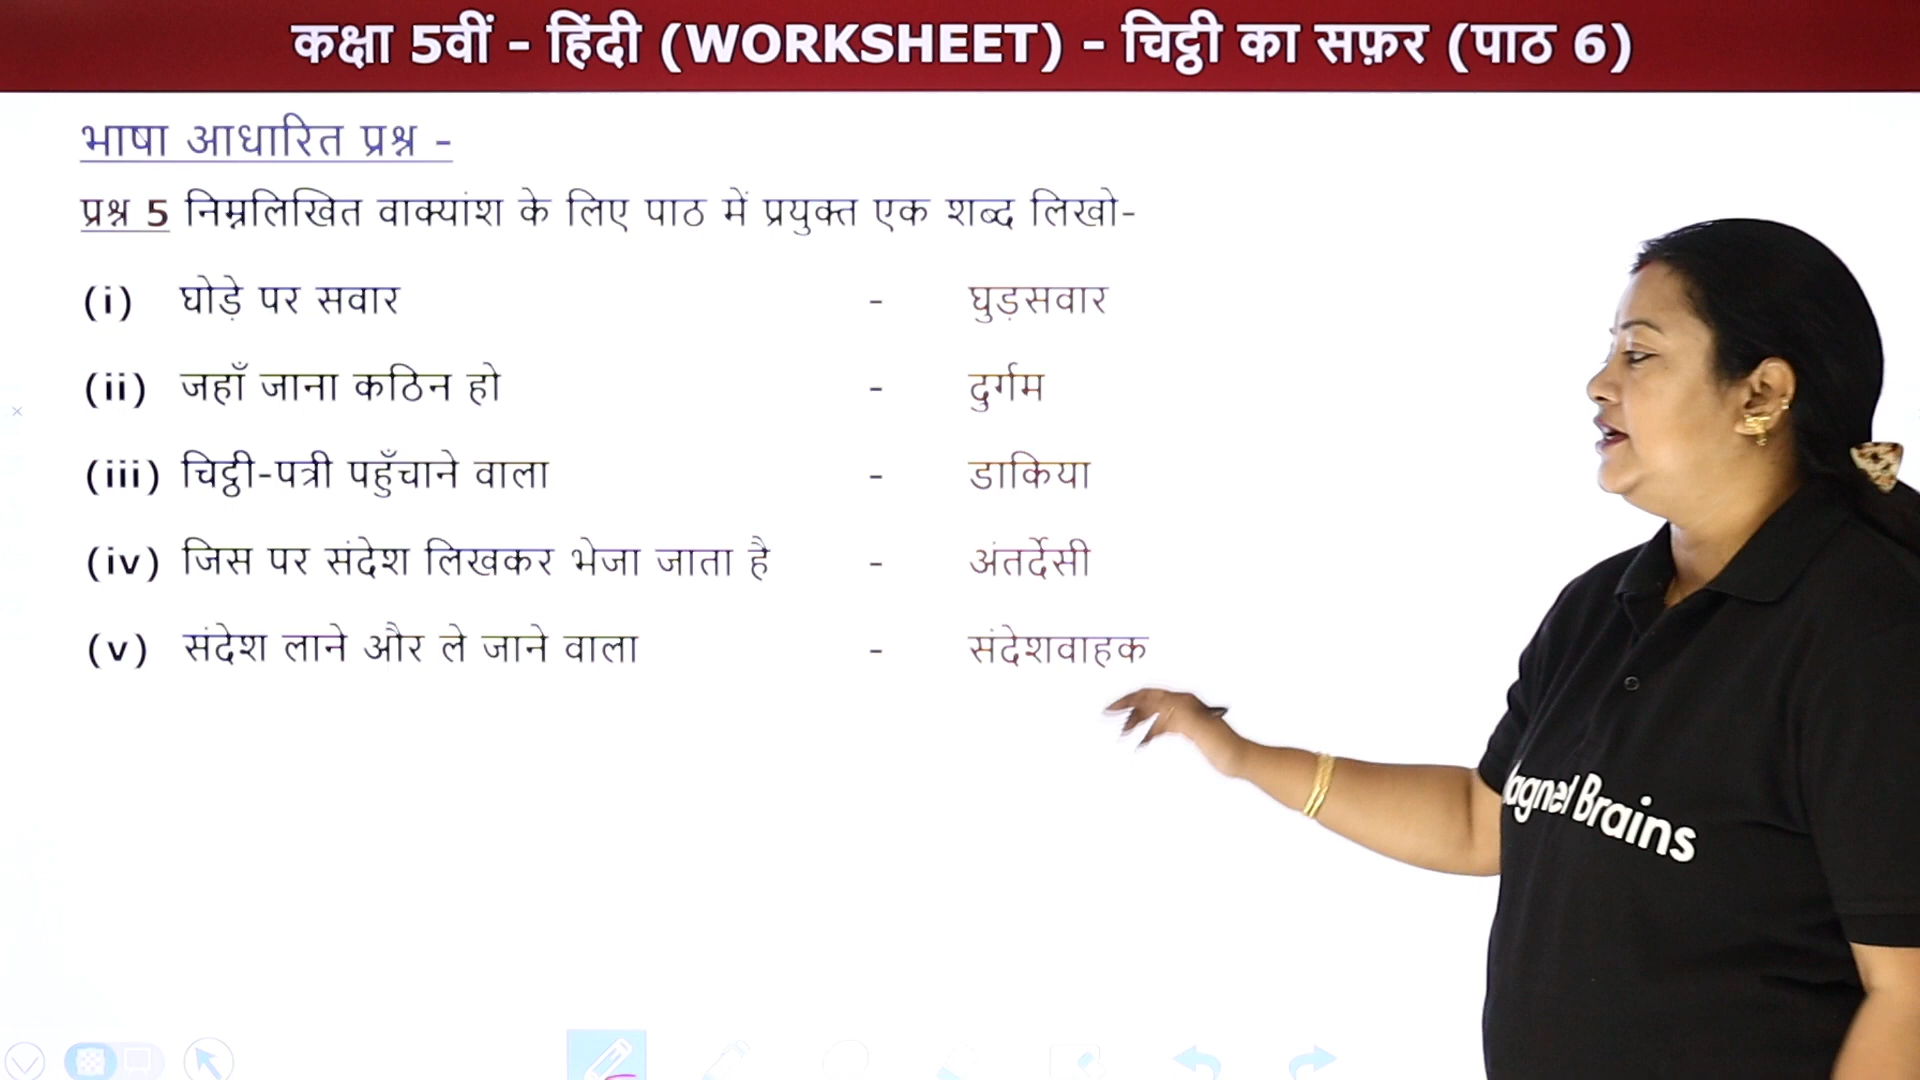 कक्षा 5वीं - हिंदी (WORKSHEET) - चिट्ठी का सफ़र (पाठ 6)
भाषा आधारित प्रश्न -
प्रश्न 5 निम्नलिखित वाक्यांश के लिए पाठ में प्रयुक्त एक शब्द लिखो-
(i) घोड़े पर सवार - घुड़सवार
(ii) जहाँ जाना कठिन हो - दुर्गम
(iii) चिट्ठी-पत्री पहुँचाने वाला - डाकिया
(iv) जिस पर संदेश लिखकर भेजा जाता है - अंतर्देसी
(v) संदेश लाने और ले जाने वाला - संदेशवाहक
agnet Brains